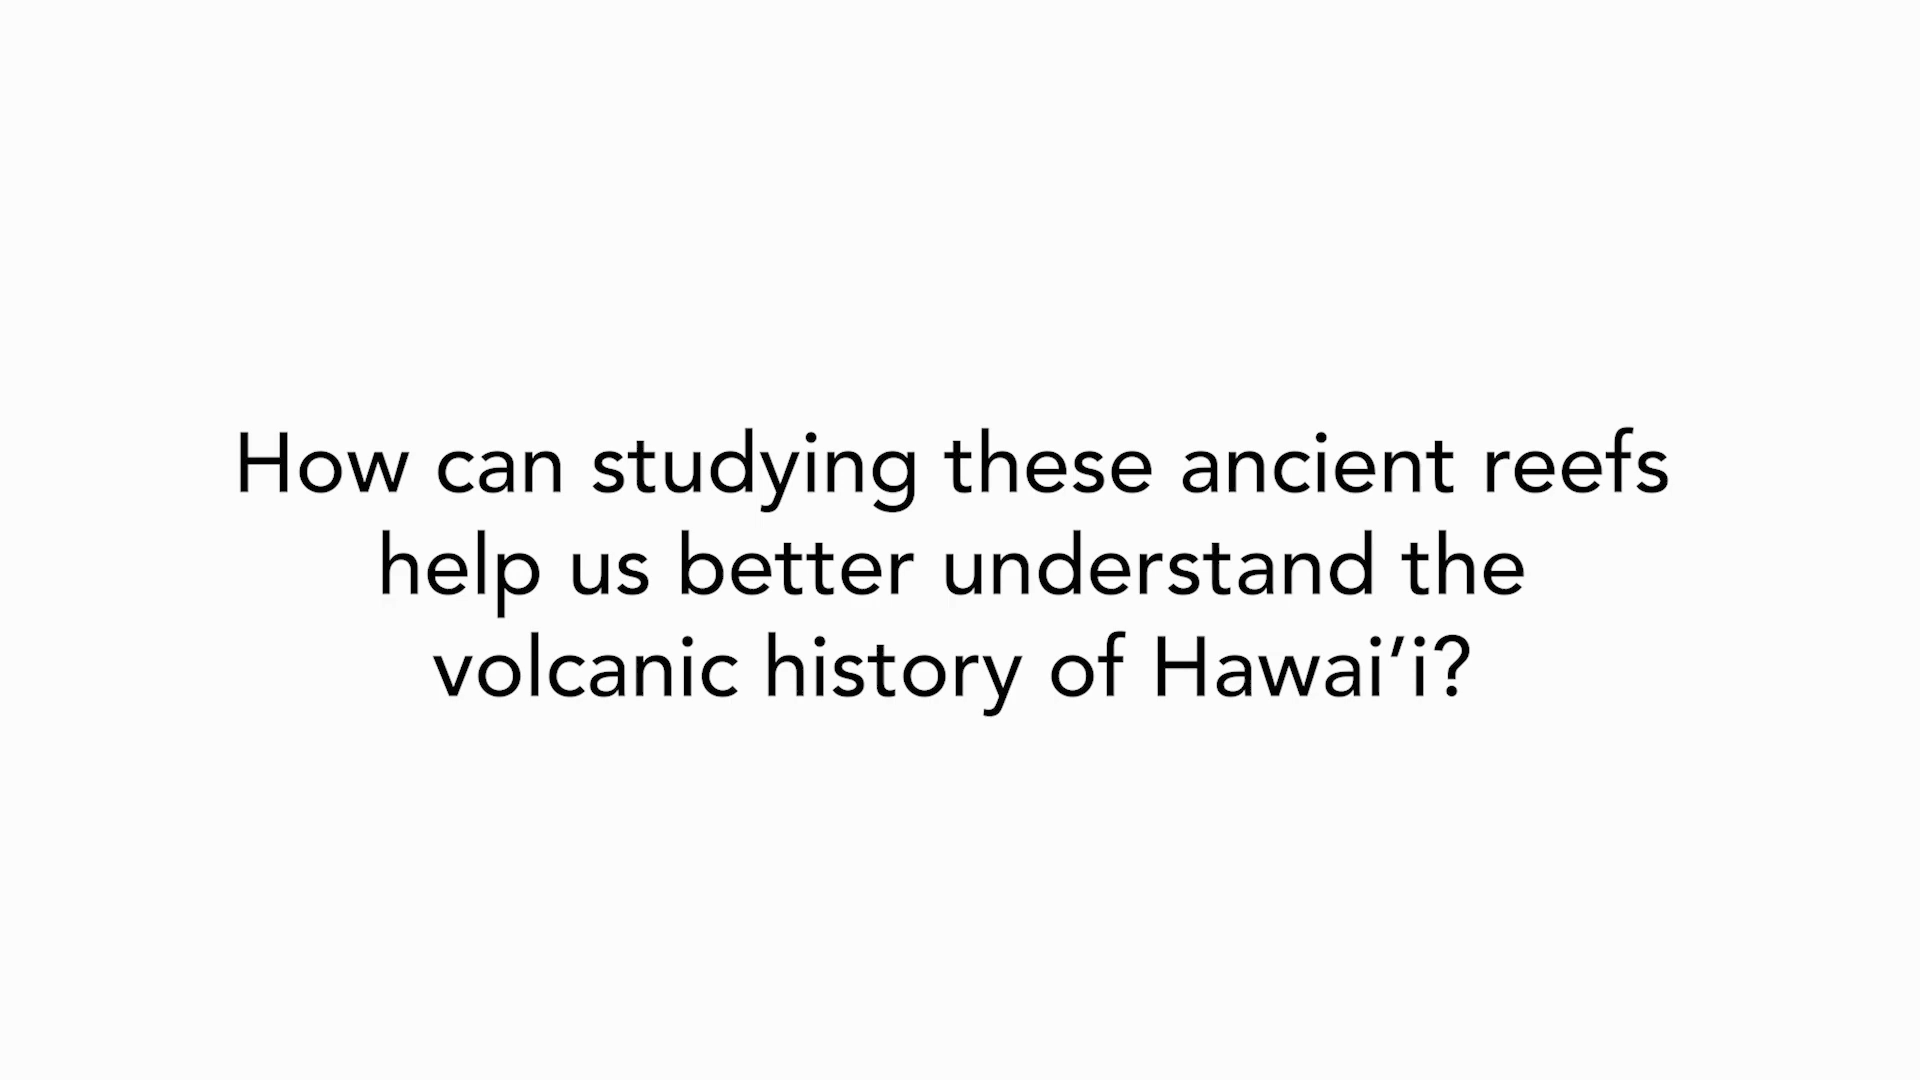 How can studying these ancient reefs
help us better understand the
volcanic history of Hawai’i?